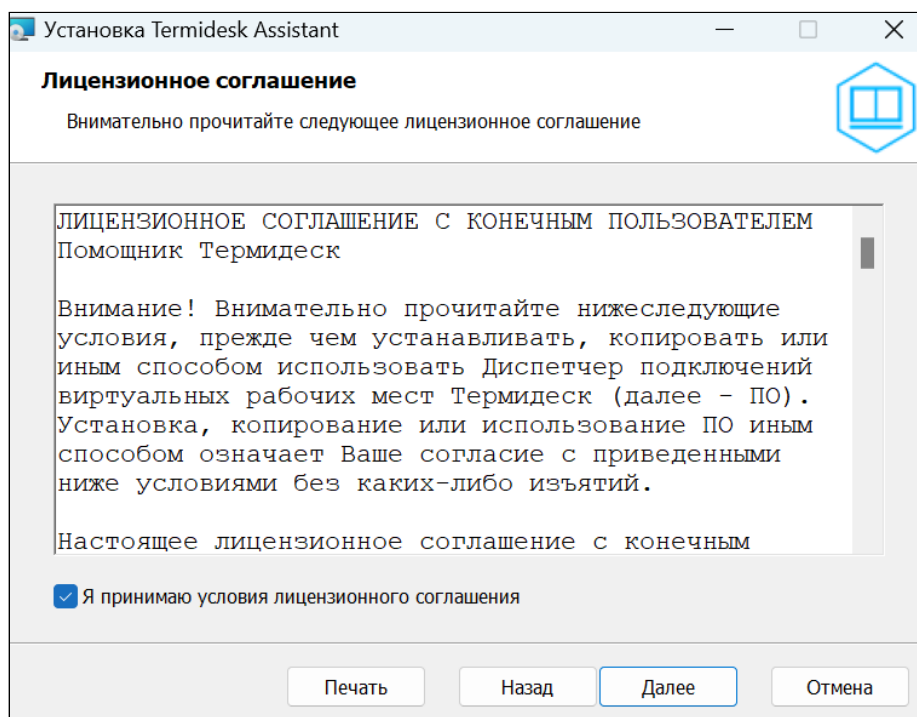 Установка Termidesk Assistant
Лицензионное соглашение
Внимательно прочитайте следующее лицензионное соглашение
ЛИЦЕНЗИОННОЕ СОГЛАШЕНИЕ С КОНЕЧНЫМ ПОЛЬЗОВАТЕЛЕМ
Помощник Термидеск
Внимание! Внимательно прочитайте нижеследующие
условия, прежде чем устанавливать, копировать или
иным способом использовать Диспетчер подключений
виртуальных рабочих мест Термидеск (далее – ПО).
Установка, копирование или использование ПО иным
способом означает Ваше согласие с приведенными
ниже условиями без каких-либо изъятий.
Настоящее лицензионное соглашение с конечным
Я принимаю условия лицензионного соглашения
Печать Назад Далее Отмена